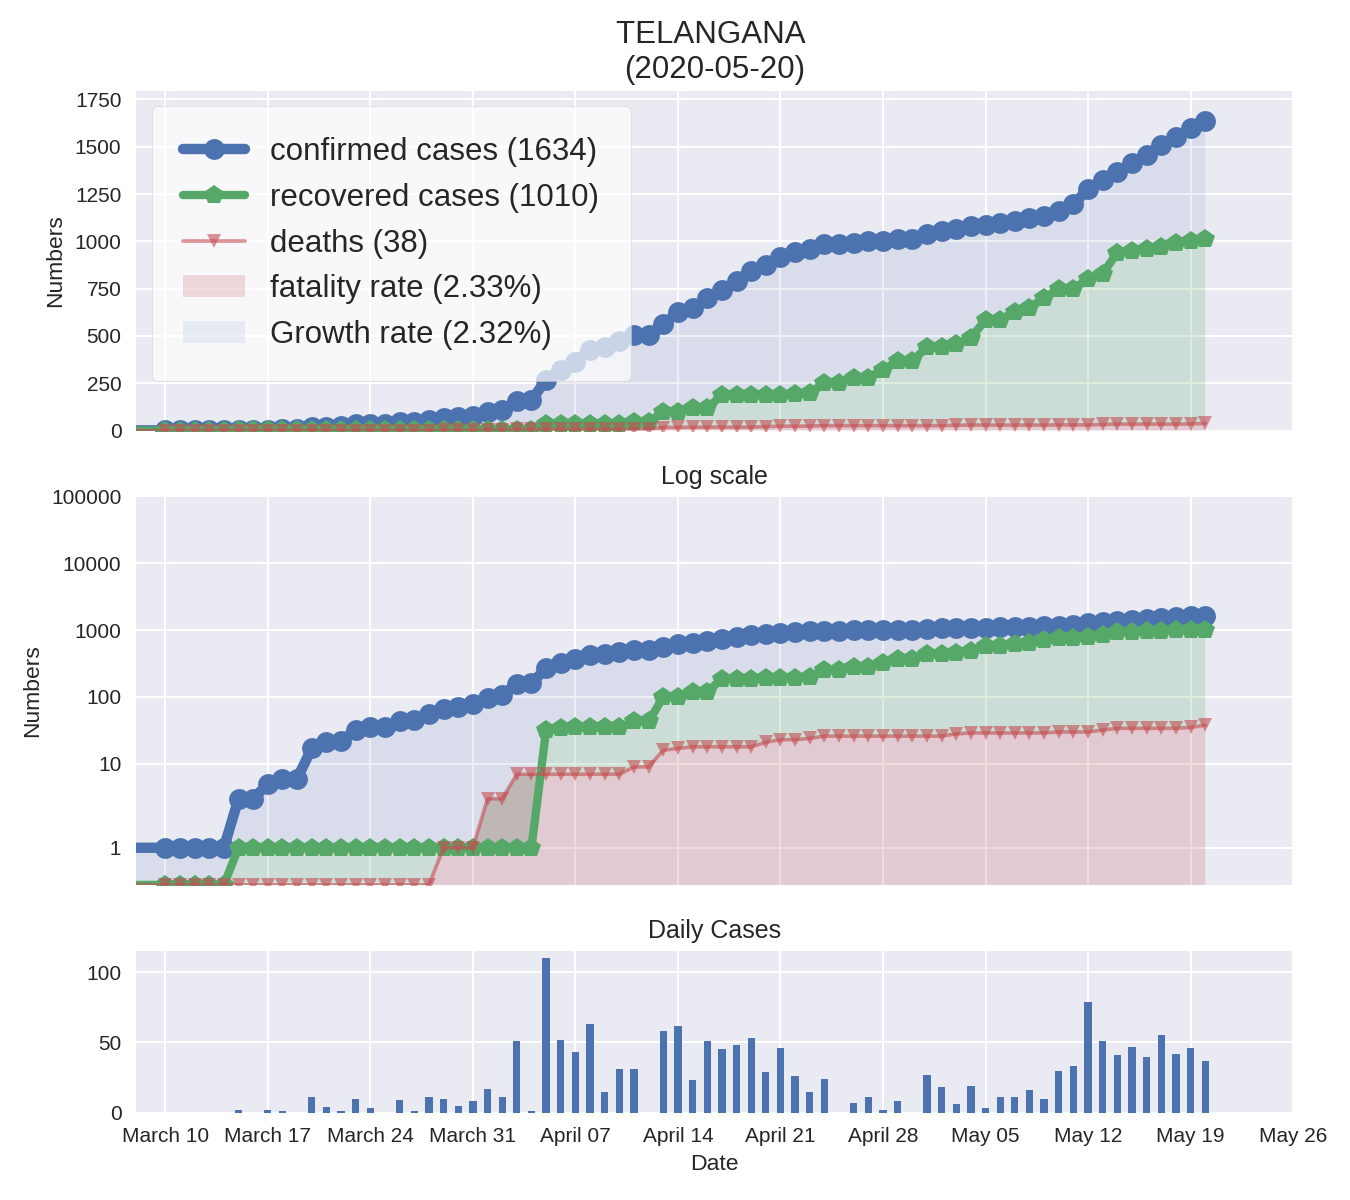 TELANGANA
(2020-05-20)
1750
1500
1250
1000
750
500
250
0
Numbers
confirmed cases (1634)
recovered cases (1010)
deaths (38)
fatality rate (2.33%)
Growth rate (2.32%)
Log scale
100000
10000
1000
100
10
1
Numbers
Daily Cases
100
50
0
March 10 March 17 March 24 March 31 April 07 April 14 April 21 April 28 May 05 May 12 May 19 May 26
Date